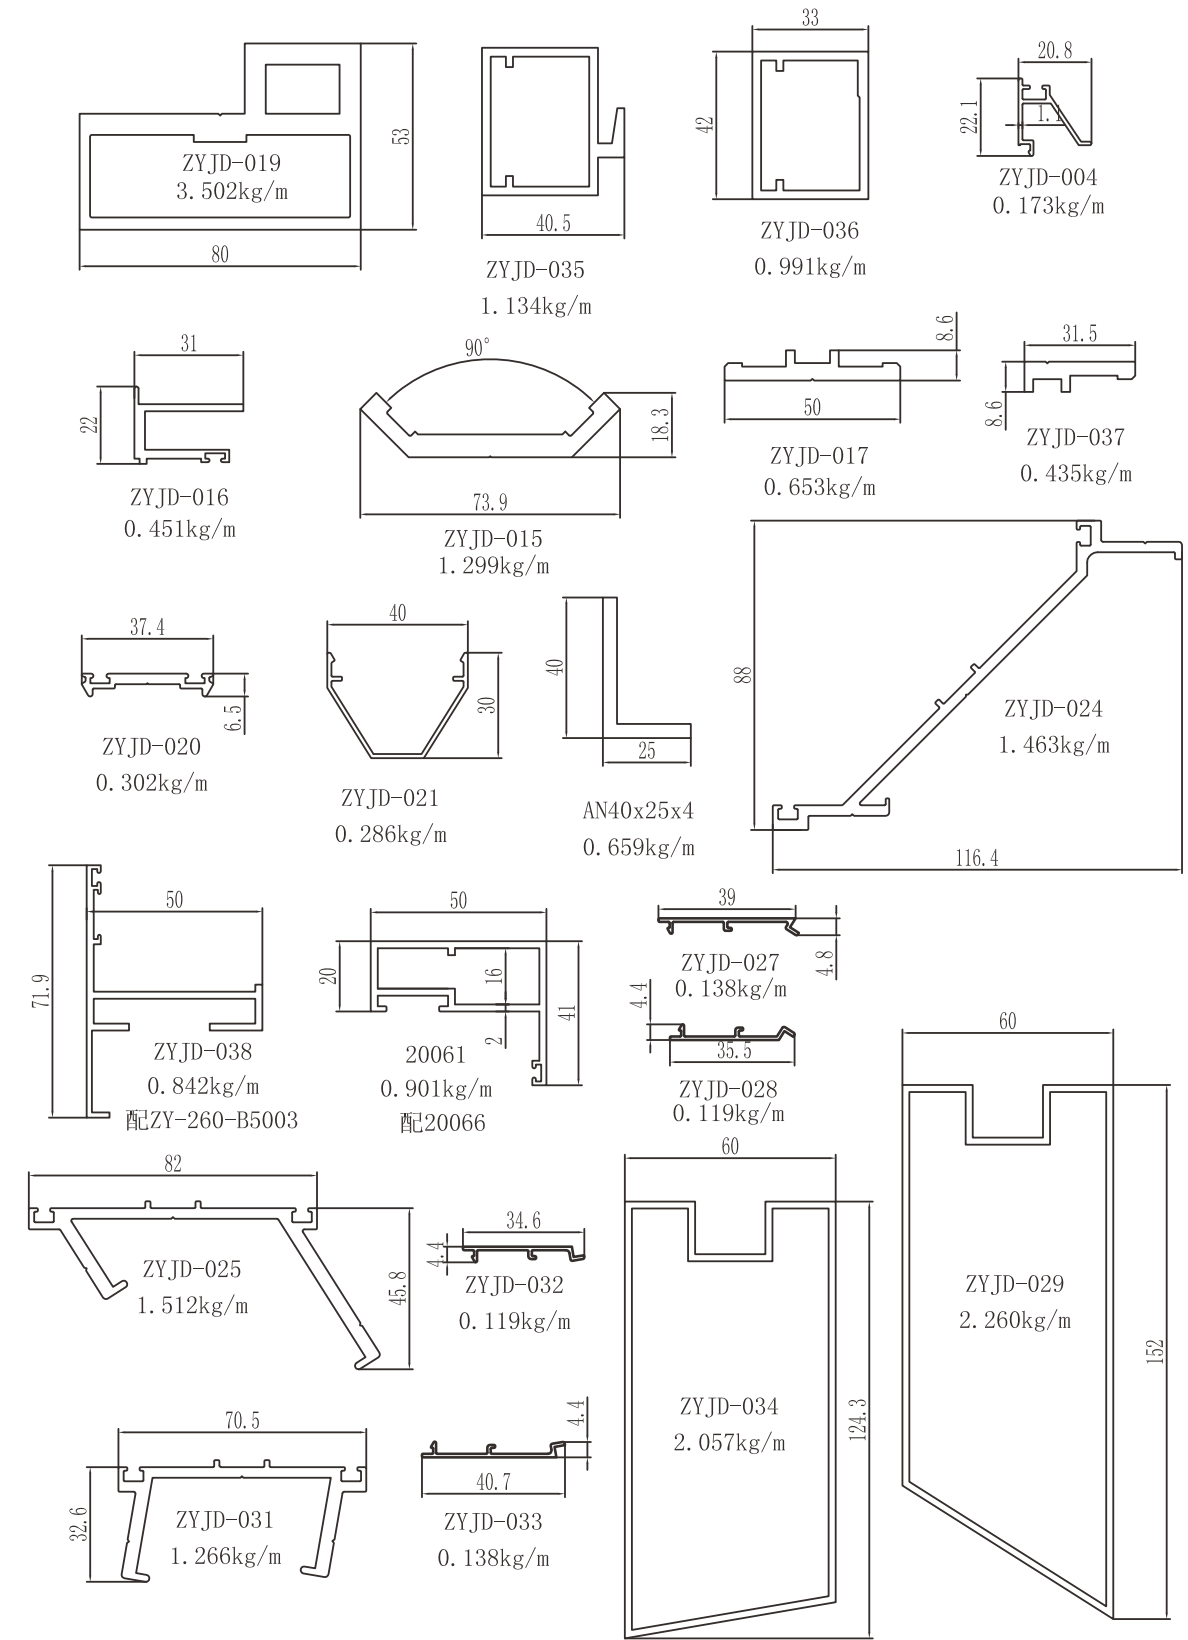 53
ZYJD-019
3.502kg/m
80
40.5
ZYJD-035
1.134kg/m
33
42
ZYJD-036
0.991kg/m
20.8
22.1
1.1
ZYJD-004
0.173kg/m
31
22
ZYJD-016
0.451kg/m
90°
18.3
73.9
ZYJD-015
1.299kg/m
8.6
50
ZYJD-017
0.653kg/m
31.5
8.6
ZYJD-037
0.435kg/m
37.4
6.5
ZYJD-020
0.302kg/m
40
30
ZYJD-021
0.286kg/m
40
25
AN40x25x4
0.659kg/m
88
ZYJD-024
1.463kg/m
116.4
50
71.9
ZYJD-038
0.842kg/m
配ZY-260-B5003
50
20
16
41
2
20061
0.901kg/m
配20066
39
4.8
ZYJD-027
0.138kg/m
4.4
35.5
ZYJD-028
0.119kg/m
60
152
ZYJD-029
2.260kg/m
82
45.8
ZYJD-025
1.512kg/m
34.6
4.4
ZYJD-032
0.119kg/m
60
124.3
ZYJD-034
2.057kg/m
70.5
32.6
ZYJD-031
1.266kg/m
4.4
40.7
ZYJD-033
0.138kg/m